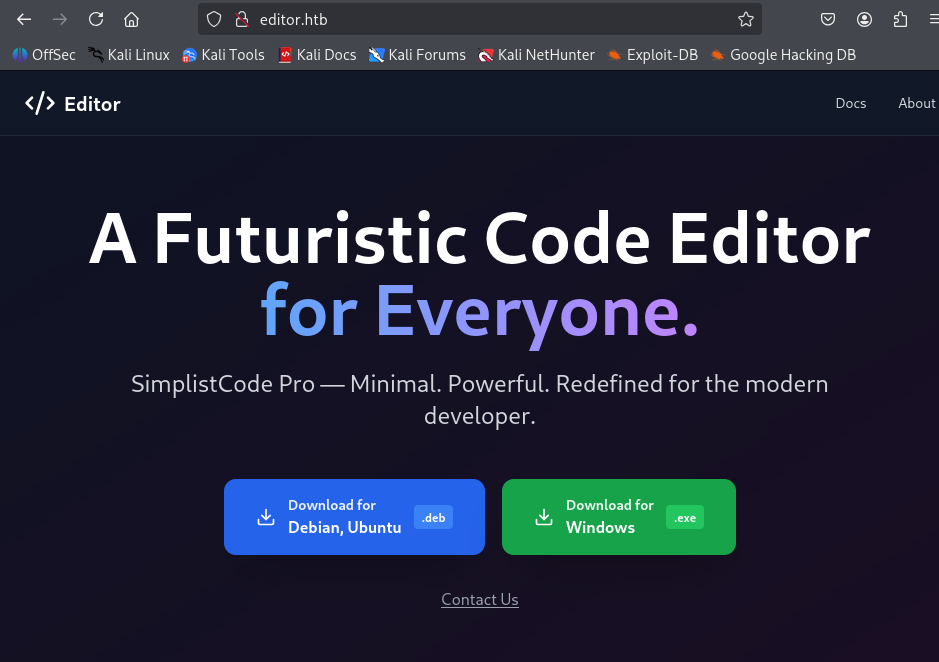 editor.htb
OffSec Kali Linux Kali Tools Kali Docs Kali Forums Kali NetHunter Exploit-DB Google Hacking DB
</> Editor Docs About
A Futuristic Code Editor
for Everyone.
SimplistCode Pro — Minimal. Powerful. Redefined for the modern
developer.
Download for
Debian, Ubuntu .deb
Download for
Windows .exe
Contact Us